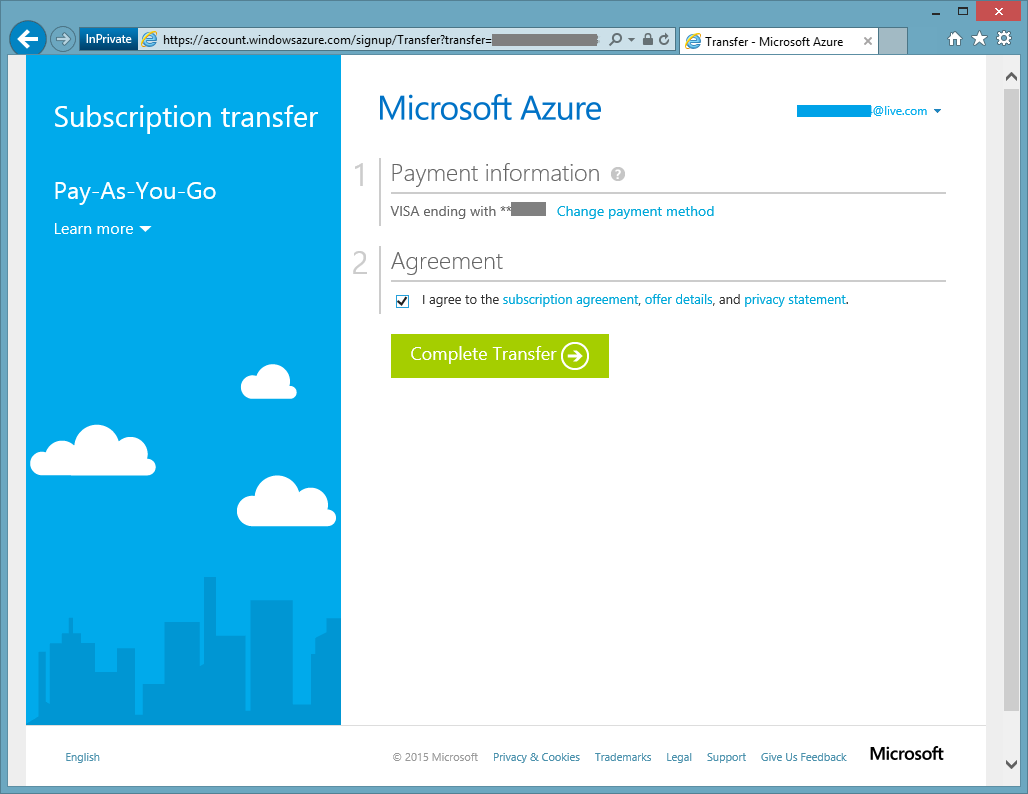 InPrivate
https://account.windowsazure.com/signup/Transfer?transfer=
Transfer - Microsoft Azure
Subscription transfer
Pay-As-You-Go
Learn more
Microsoft Azure
@live.com
1 Payment information ?
VISA ending with ** Change payment method
2 Agreement
I agree to the subscription agreement, offer details, and privacy statement.
Complete Transfer
English
© 2015 Microsoft Privacy & Cookies Trademarks Legal Support Give Us Feedback Microsoft